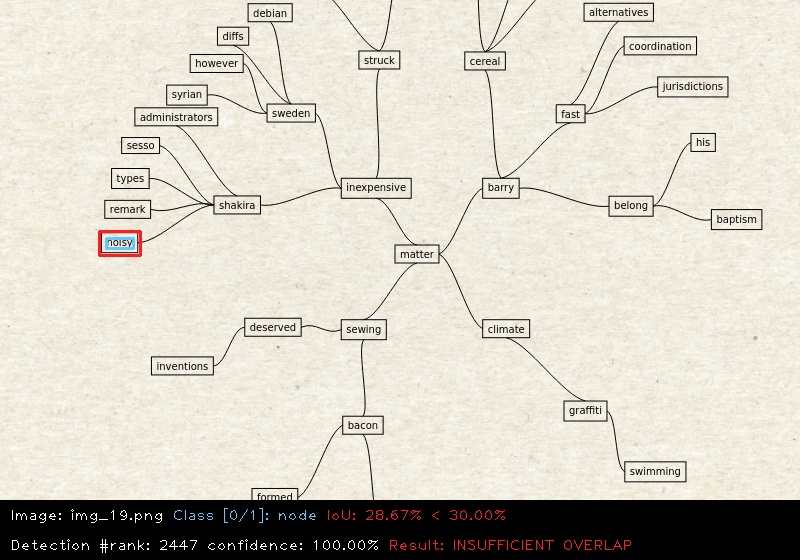 debian
alternatives
diffs
coordination
however
struck
cereal
syrian
jurisdictions
administrators
sweden
fast
sesso
his
types
inexpensive
barry
remark
shakira
belong
baptism
noisy
matter
deserved
sewing
climate
inventions
graffiti
bacon
swimming
formed
Image: img_19.png Class [0/1]: node IoU: 28.67% < 30.00%
Detection #rank: 2447 confidence: 100.00% Result: INSUFFICIENT OVERLAP